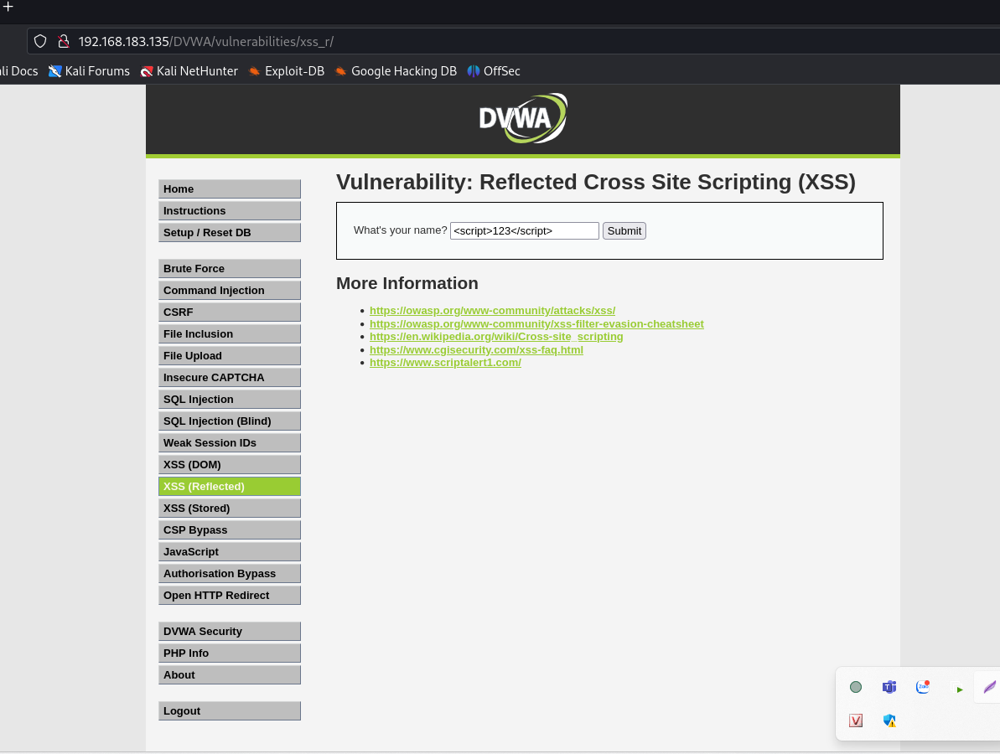 192.168.183.135/DVWA/vulnerabilities/xss_r/
li Docs Kali Forums Kali NetHunter Exploit-DB Google Hacking DB OffSec
DVWA
Home
Instructions
Setup / Reset DB
Brute Force
Command Injection
CSRF
File Inclusion
File Upload
Insecure CAPTCHA
SQL Injection
SQL Injection (Blind)
Weak Session IDs
XSS (DOM)
XSS (Reflected)
XSS (Stored)
CSP Bypass
JavaScript
Authorisation Bypass
Open HTTP Redirect
DVWA Security
PHP Info
About
Logout
Vulnerability: Reflected Cross Site Scripting (XSS)
What's your name? <script>123</script> Submit
More Information
https://owasp.org/www-community/attacks/xss/
https://owasp.org/www-community/xss-filter-evasion-cheatsheet
https://en.wikipedia.org/wiki/Cross-site_scripting
https://www.cgisecurity.com/xss-faq.html
https://www.scriptalert1.com/
Zalo
V